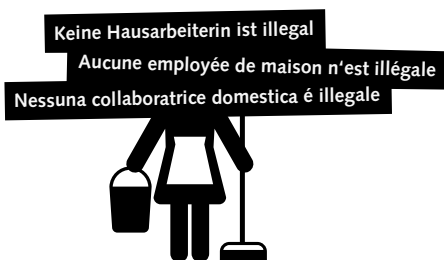 Keine Hausarbeiterin ist illegal
Aucune employée de maison n‘est illégale
Nessuna collaboratrice domestica é illegale